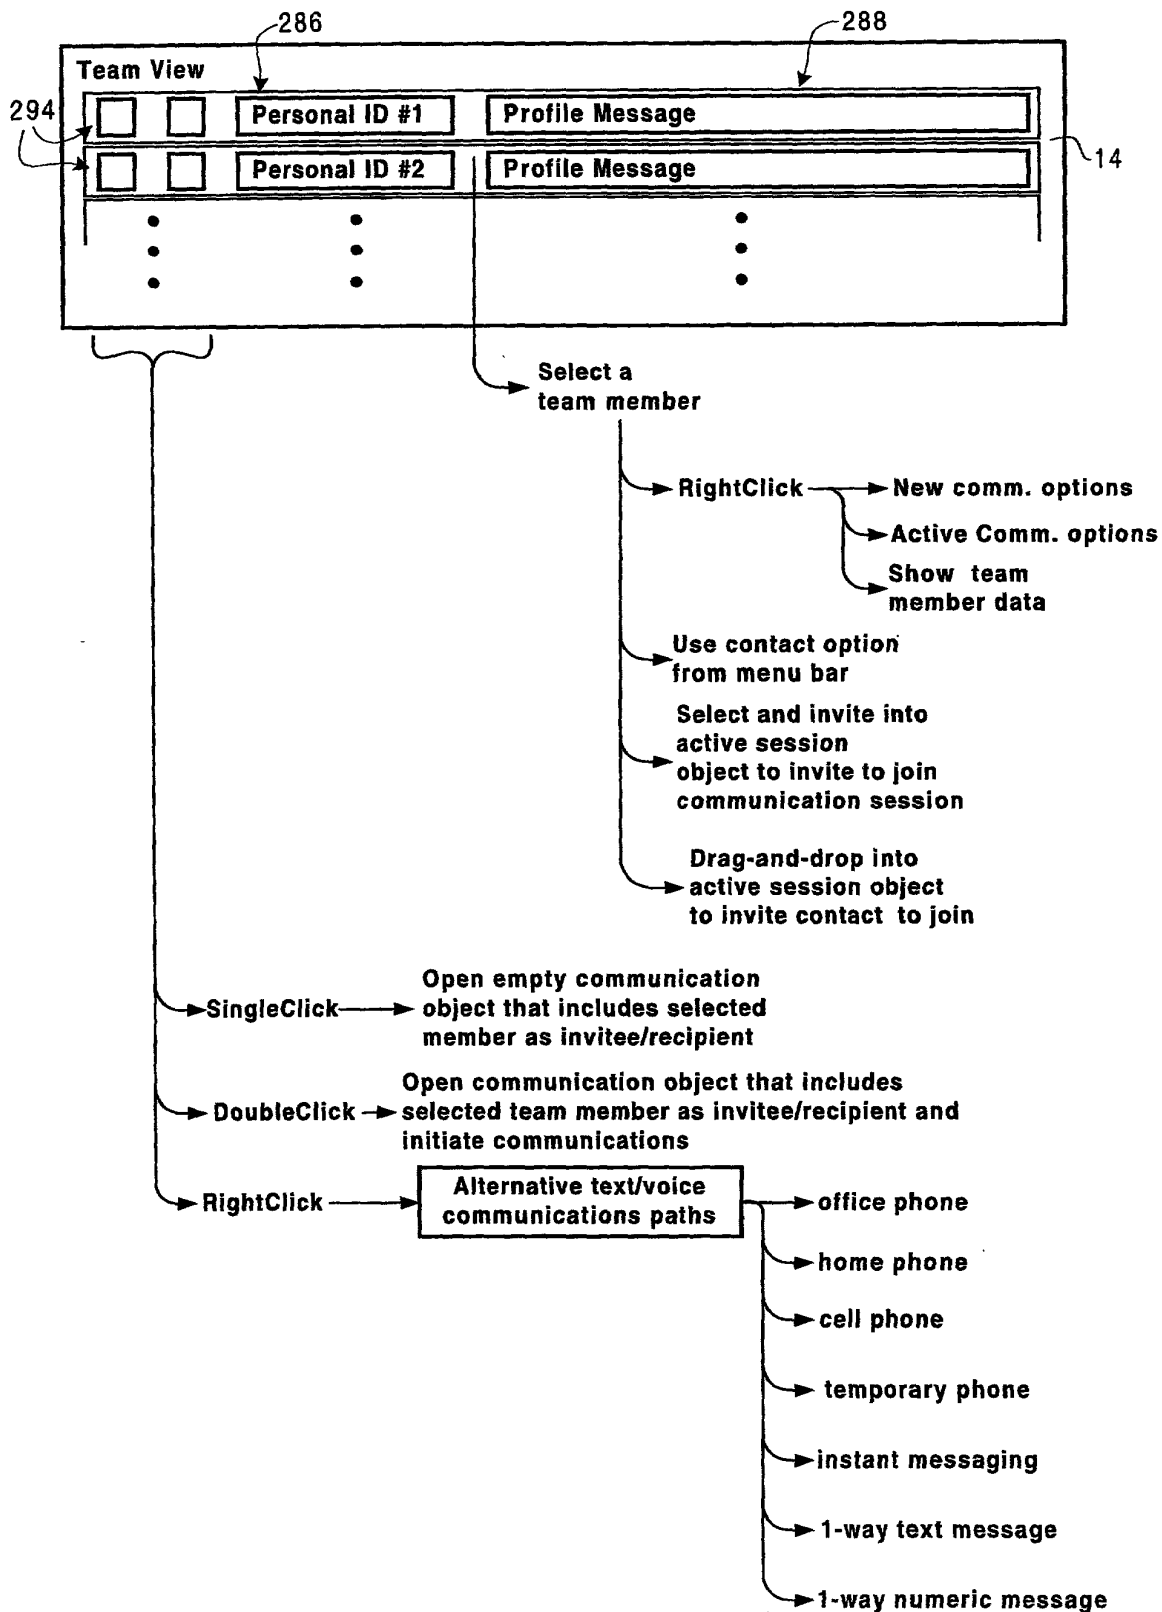 286
288
Team View
294
Personal ID #1
Profile Message
Personal ID #2
Profile Message
14
Select a
team member
RightClick
New comm. options
Active Comm. options
Show team
member data
Use contact option
from menu bar
Select and invite into
active session
object to invite to join
communication session
Drag-and-drop into
active session object
to invite contact to join
SingleClick
Open empty communication
object that includes selected
member as invitee/recipient
DoubleClick
Open communication object that includes
selected team member as invitee/recipient and
initiate communications
RightClick
Alternative text/voice
communications paths
office phone
home phone
cell phone
temporary phone
instant messaging
1-way text message
1-way numeric message